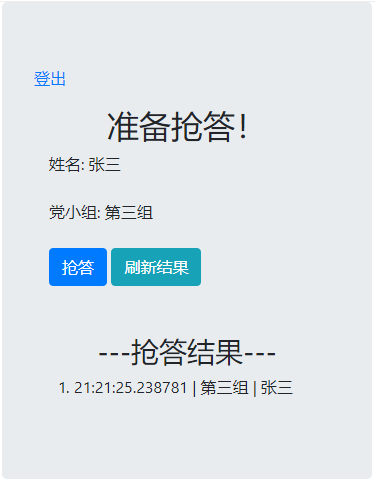 登出
准备抢答！
姓名: 张三
党小组: 第三组
抢答 刷新结果
---抢答结果---
1. 21:21:25.238781 | 第三组 | 张三